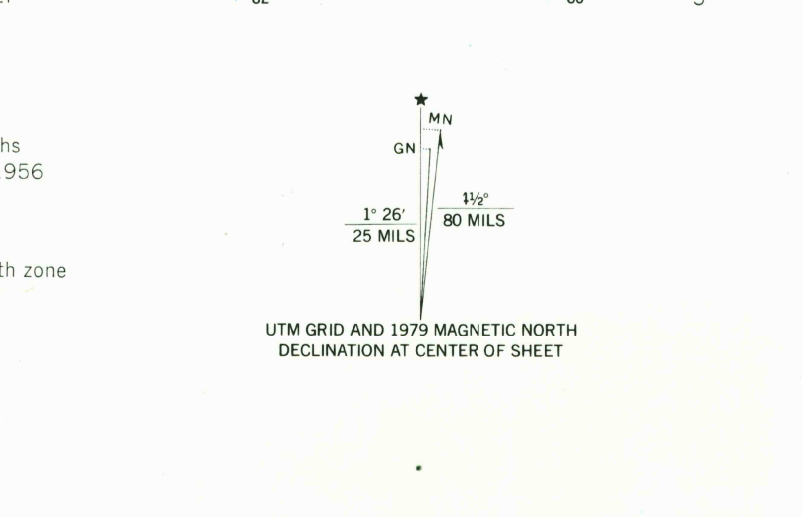 MN
GN
hs
1956
1° 26′
25 MILS
80 MILS
th zone
UTM GRID AND 1979 MAGNETIC NORTH
DECLINATION AT CENTER OF SHEET